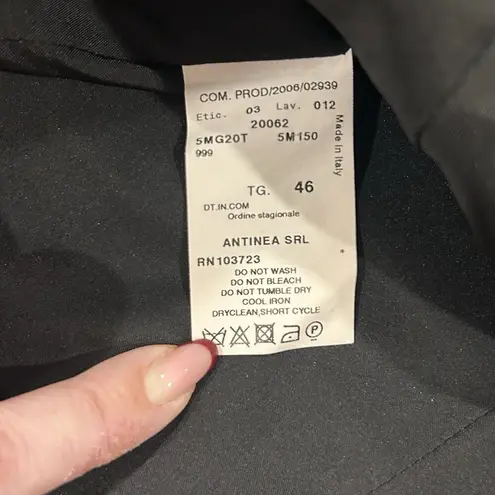 COM. PROD/2006/02939
Etic. 03 Lav. 012
20062
5MG20T 5M150
999
Made in Italy
TG. 46
DT.IN.COM
Ordine stagionale
ANTINEA SRL
RN103723
DO NOT WASH
DO NOT BLEACH
DO NOT TUMBLE DRY
COOL IRON
DRYCLEAN,SHORT CYCLE
P